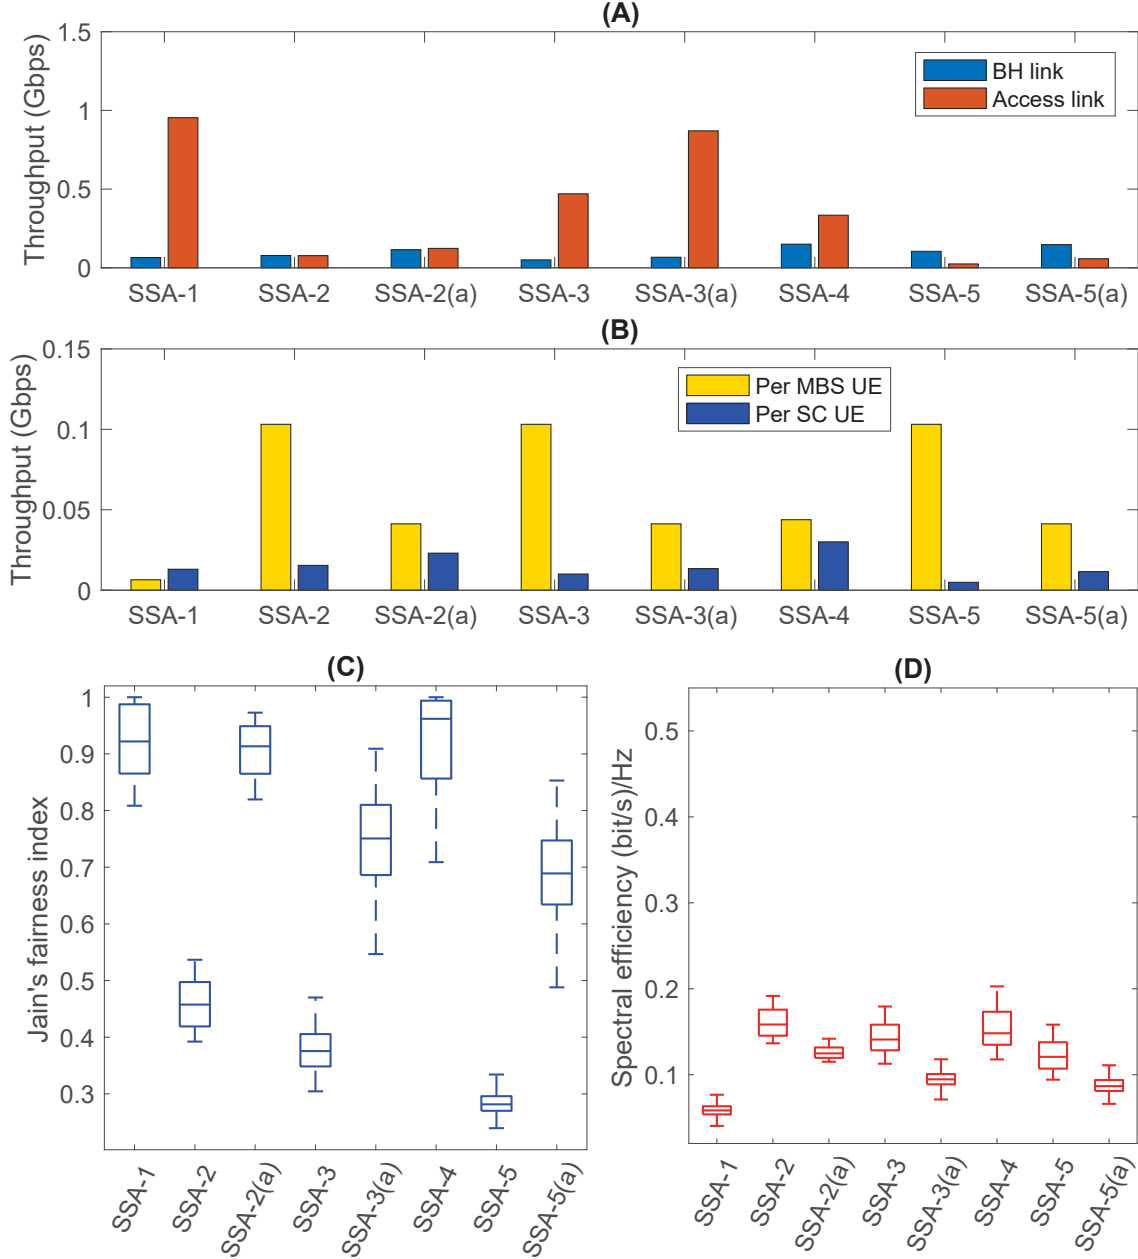 (A)
Throughput (Gbps)
1.5
1
0.5
0
BH link
Access link
SSA-1 SSA-2 SSA-2(a) SSA-3 SSA-3(a) SSA-4 SSA-5 SSA-5(a)
(B)
Throughput (Gbps)
0.15
0.1
0.05
0
Per MBS UE
Per SC UE
SSA-1 SSA-2 SSA-2(a) SSA-3 SSA-3(a) SSA-4 SSA-5 SSA-5(a)
(C)
Jain's fairness index
1
0.9
0.8
0.7
0.6
0.5
0.4
0.3
SSA-1 SSA-2 SSA-2(a) SSA-3 SSA-3(a) SSA-4 SSA-5 SSA-5(a)
(D)
Spectral efficiency (bit/s)/Hz
0.5
0.4
0.3
0.2
0.1
SSA-1 SSA-2 SSA-2(a) SSA-3 SSA-3(a) SSA-4 SSA-5 SSA-5(a)